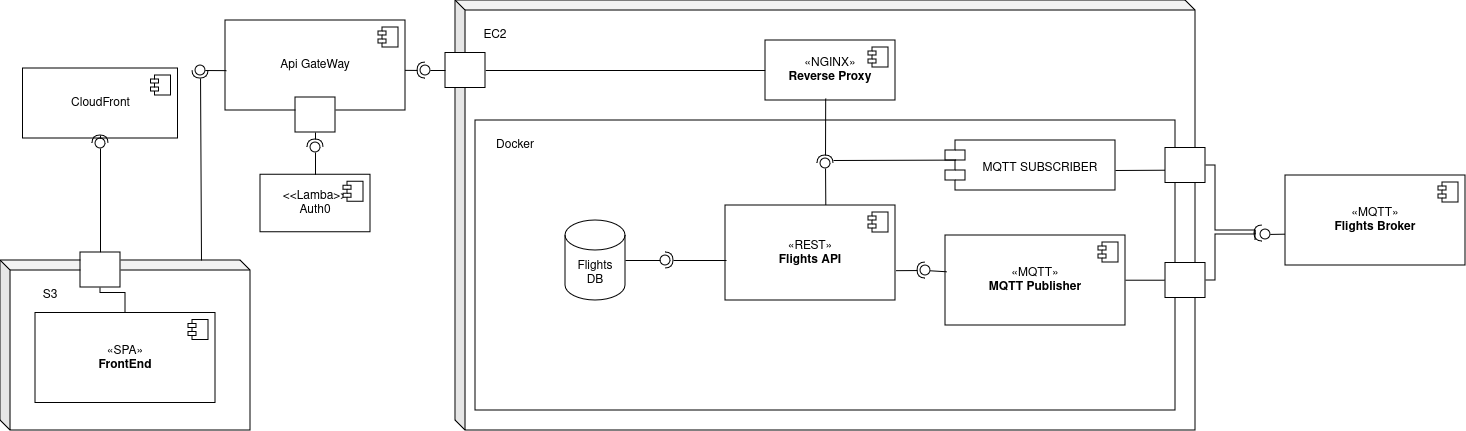 EC2
Api GateWay
«NGINX»
Reverse Proxy
CloudFront
Docker
MQTT SUBSCRIBER
<<Lamba>>
Auth0
«MQTT»
Flights Broker
«REST»
Flights API
Flights
DB
«MQTT»
MQTT Publisher
S3
«SPA»
FrontEnd